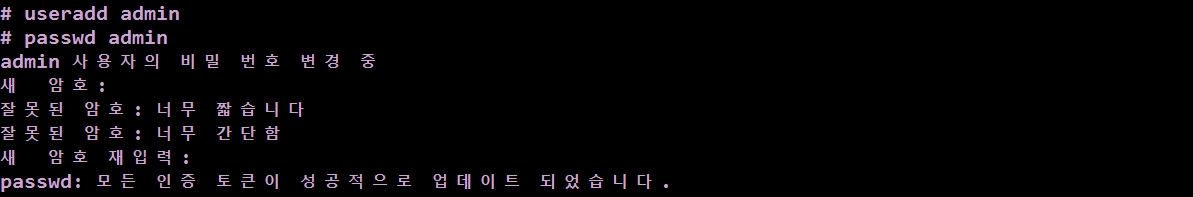 # useradd admin
# passwd admin
admin 사용자의 비밀 번호 변경 중
새 암호:
잘못된 암호: 너무 짧습니다
잘못된 암호: 너무 간단함
새 암호 재입력:
passwd: 모든 인증 토큰이 성공적으로 업데이트 되었습니다.